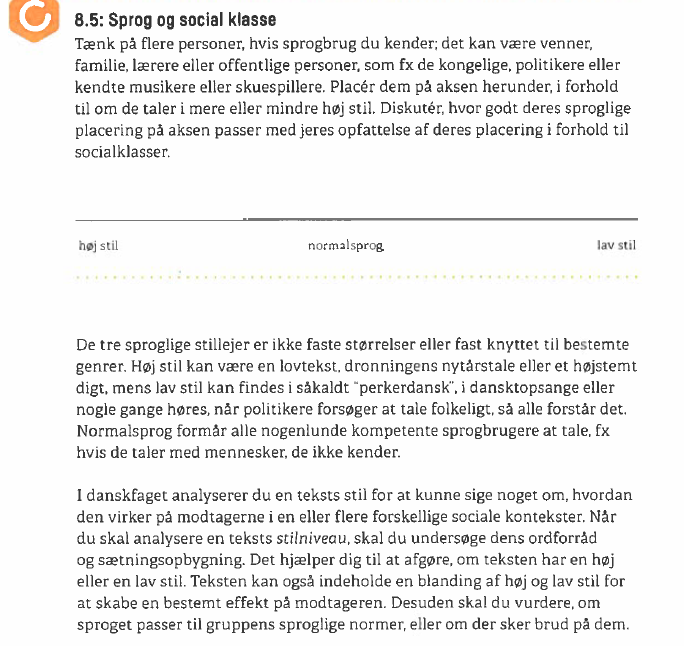 C
8.5: Sprog og social klasse
Tænk på flere personer, hvis sprogbrug du kender; det kan være venner,
familie, lærere eller offentlige personer, som fx de kongelige, politikere eller
kendte musikere eller skuespillere. Placér dem på aksen herunder, i forhold
til om de taler i mere eller mindre høj stil. Diskutér, hvor godt deres sproglige
placering på aksen passer med jeres opfattelse af deres placering i forhold til
socialklasser.
høj stil normalsprog lav stil
De tre sproglige stillejer er ikke faste størrelser eller fast knyttet til bestemte
genrer. Høj stil kan være en lovtekst, dronningens nytårstale eller et højstemt
digt, mens lav stil kan findes i såkaldt "perkerdansk", i dansktopsange eller
nogle gange høres, når politikere forsøger at tale folkeligt, så alle forstår det.
Normalsprog formår alle nogenlunde kompetente sprogbrugere at tale, fx
hvis de taler med mennesker, de ikke kender.
I danskfaget analyserer du en teksts stil for at kunne sige noget om, hvordan
den virker på modtagerne i en eller flere forskellige sociale kontekster. Når
du skal analysere en teksts stilniveau, skal du undersøge dens ordforråd
og sætningsopbygning. Det hjælper dig til at afgøre, om teksten har en høj
eller en lav stil. Teksten kan også indeholde en blanding af høj og lav stil for
at skabe en bestemt effekt på modtageren. Desuden skal du vurdere, om
sproget passer til gruppens sproglige normer, eller om der sker brud på dem.